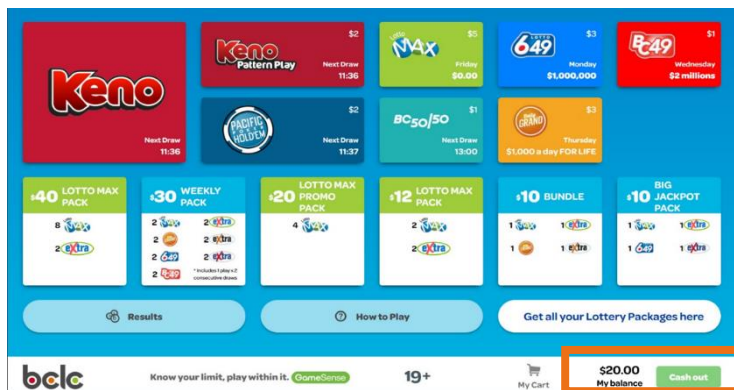 Keno
Next Draw
11:36
$2
Keno
Pattern Play
Next Draw
11:36
$5
Lotto
MAX
Friday
$0.00
$3
LOTTO
649
Monday
$1,000,000
$1
BC49
Wednesday
$2 millions
$2
PACIFIC
POKER
HOLD'EM
Next Draw
11:37
$1
BC50/50
Next Draw
13:00
$3
DAILY
GRAND
Thursday
$1,000 a day FOR LIFE
$40 LOTTO MAX
PACK
8 MAX
2 extra
$30 WEEKLY
PACK
2 MAX 2 extra
2 2 extra
2 649 2 extra
2 BC49 * Includes 1 play x 2
consecutive draws
$20 LOTTO MAX
PROMO
PACK
4 MAX
$12 LOTTO MAX
PACK
2 MAX
2 extra
$10 BUNDLE
1 MAX 1 extra
1 1 extra
$10 BIG
JACKPOT
PACK
1 MAX 1 extra
1 649 1 extra
Results
How to Play
Get all your Lottery Packages here
bclc
Know your limit, play within it. GameSense
19+
My Cart
$20.00
My balance
Cash out